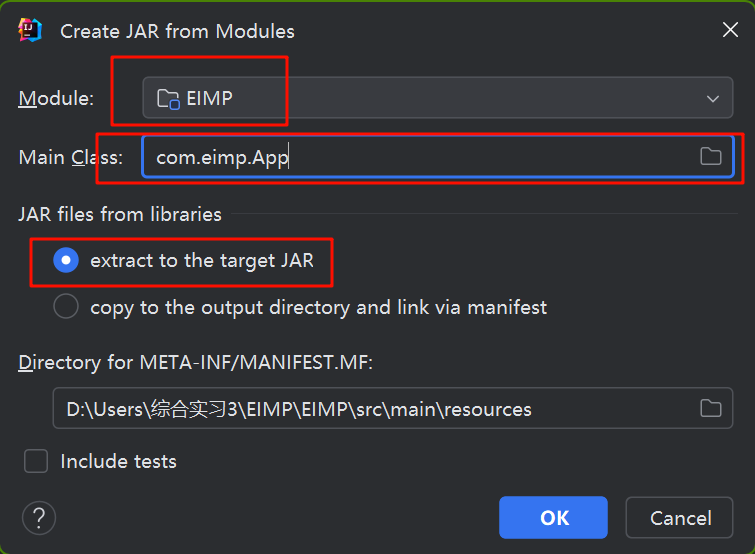 Create JAR from Modules
Module: EIMP
Main Class: com.eimp.App
JAR files from libraries
extract to the target JAR
copy to the output directory and link via manifest
Directory for META-INF/MANIFEST.MF:
D:\Users\综合实习3\EIMP\EIMP\src\main\resources
Include tests
? OK Cancel